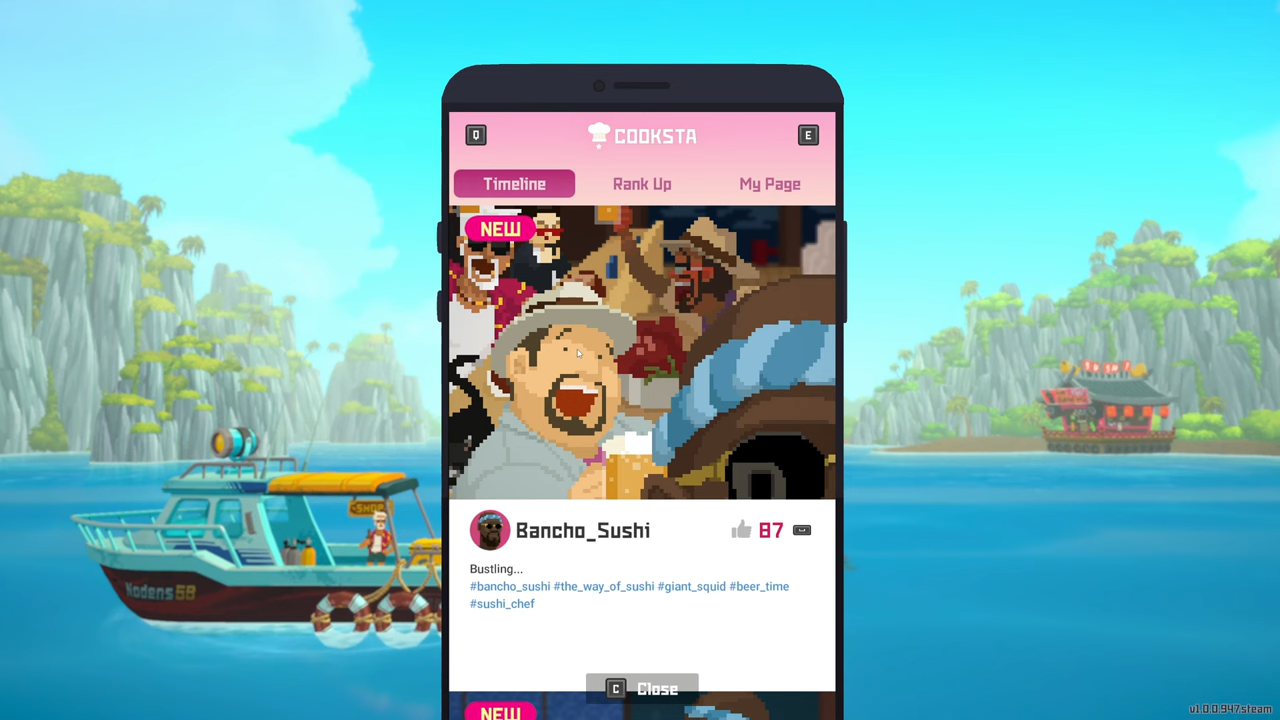 Q
COOKSTA
E
Timeline
Rank Up
My Page
NEW
SHOP
Nodens58
Bancho_Sushi
87
Bustling...
#bancho_sushi #the_way_of_sushi #giant_squid #beer_time
#sushi_chef
C
Close
NEW
v1.0.0.947steam